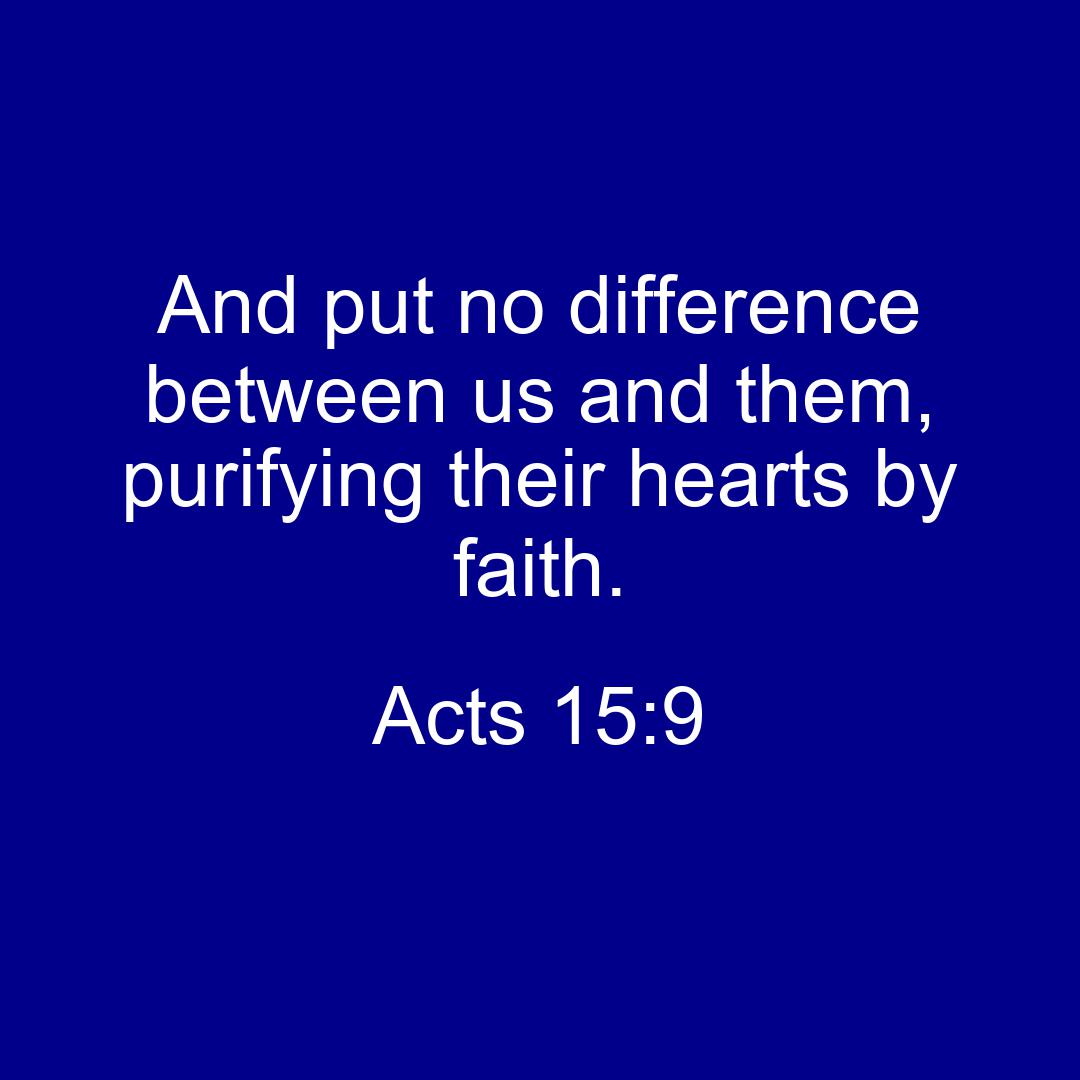 And put no difference
between us and them,
purifying their hearts by
faith.
Acts 15:9